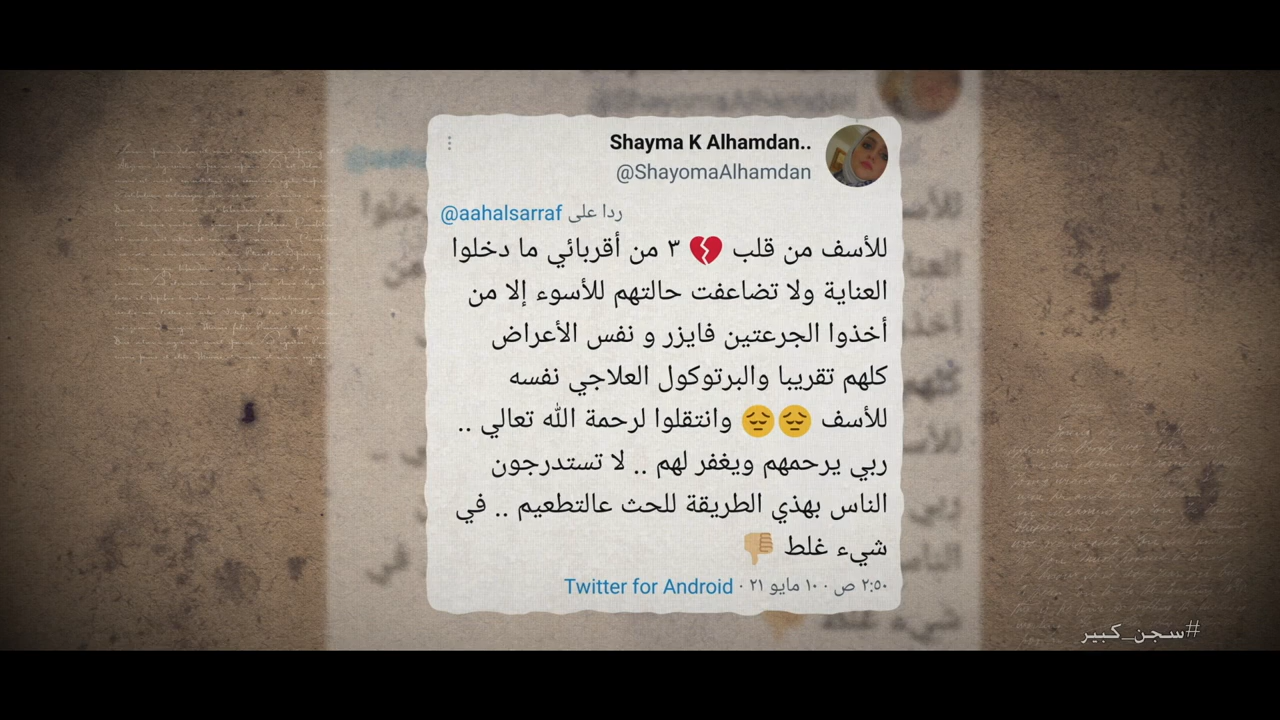 Shayma K Alhamdan..
@ShayomaAlhamdan
ردا على @aahalsarraf
للأسف من قلب 💔 ٣ من أقربائي ما دخلوا
العناية ولا تضاعفت حالتهم للأسوء إلا من
أخذوا الجرعتين فايزر و نفس الأعراض
كلهم تقريبا والبرتوكول العلاجي نفسه
للأسف 😔😔 وانتقلوا لرحمة الله تعالي ..
ربي يرحمهم ويغفر لهم .. لا تستدرجون
الناس بهذي الطريقة للحث عالتطعيم .. في
شيء غلط 👎🏼
٢:٥٠ ص · ١٠ مايو ٢١ · Twitter for Android
#سجن_كبير